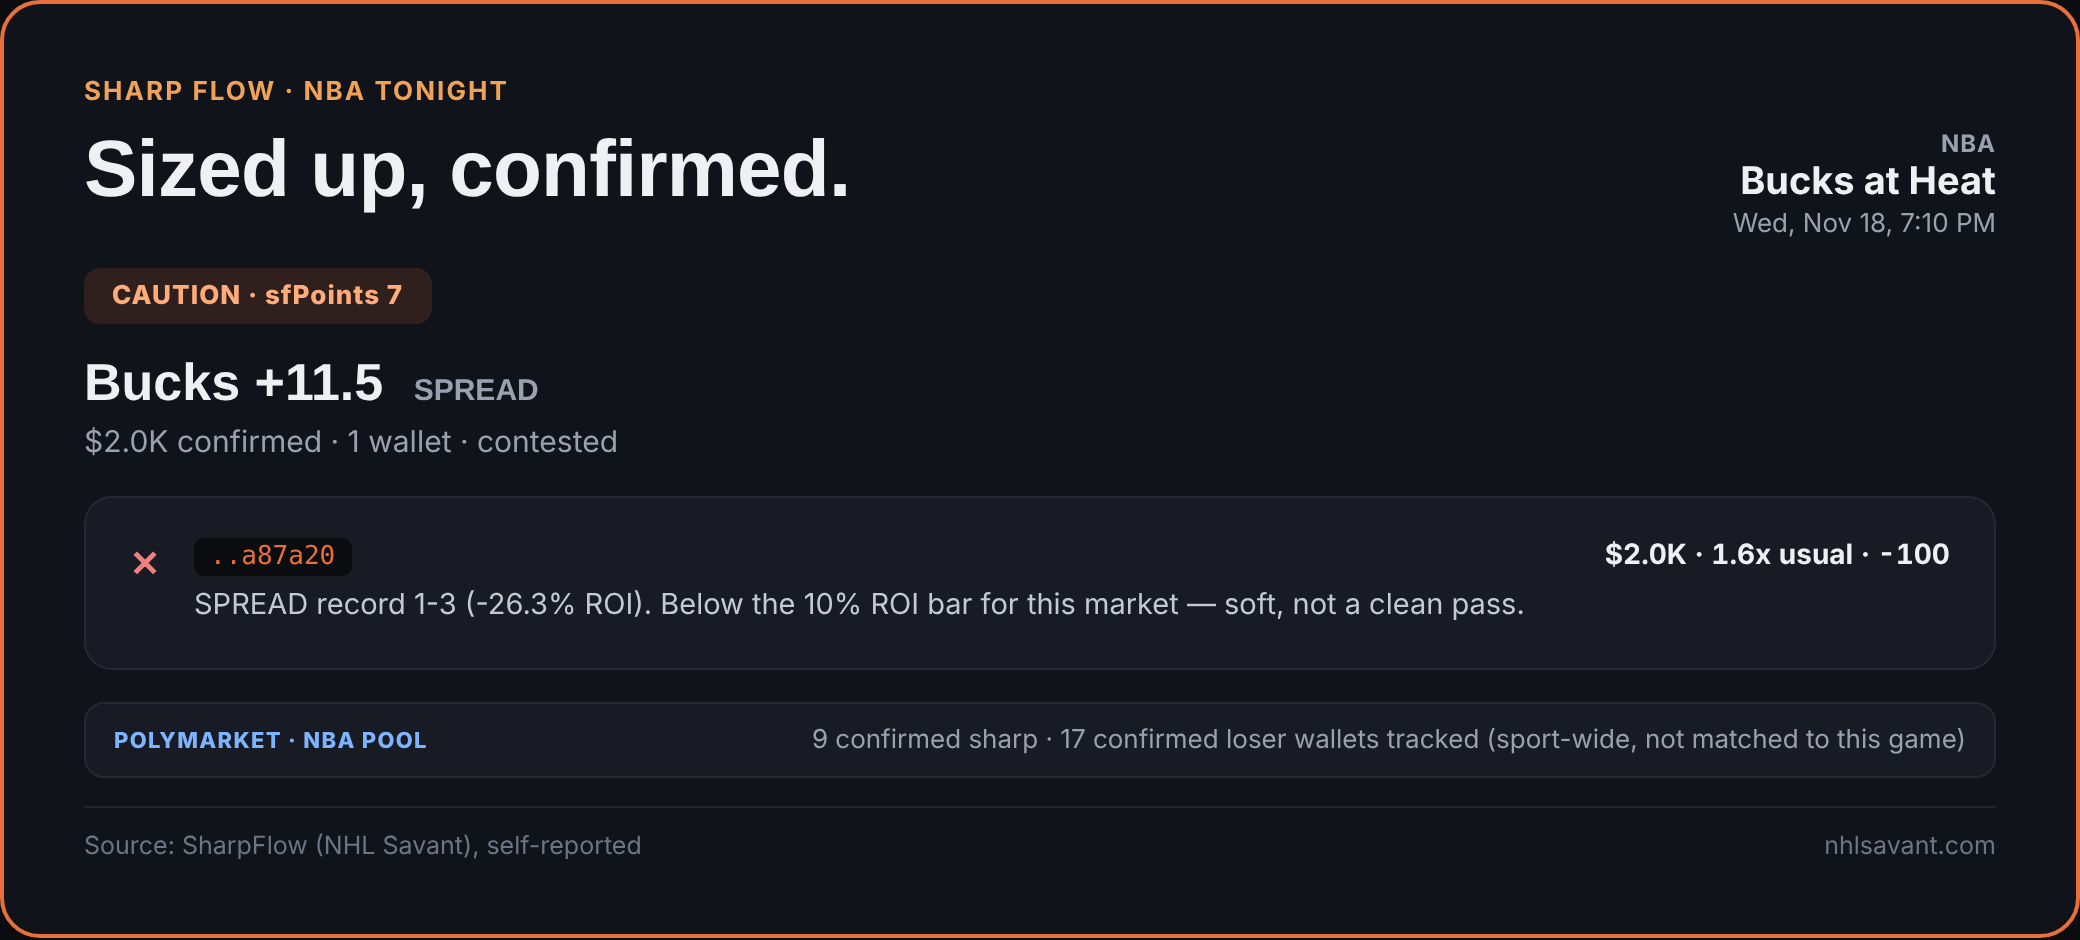 SHARP FLOW · NBA TONIGHT
Sized up, confirmed.
NBA
Bucks at Heat
Wed, Nov 18, 7:10 PM
CAUTION · sfPoints 7
Bucks +11.5 SPREAD
$2.0K confirmed · 1 wallet · contested
✕ ..a87a20 $2.0K · 1.6x usual · -100
SPREAD record 1-3 (-26.3% ROI). Below the 10% ROI bar for this market — soft, not a clean pass.
POLYMARKET · NBA POOL 9 confirmed sharp · 17 confirmed loser wallets tracked (sport-wide, not matched to this game)
Source: SharpFlow (NHL Savant), self-reported nhlsavant.com